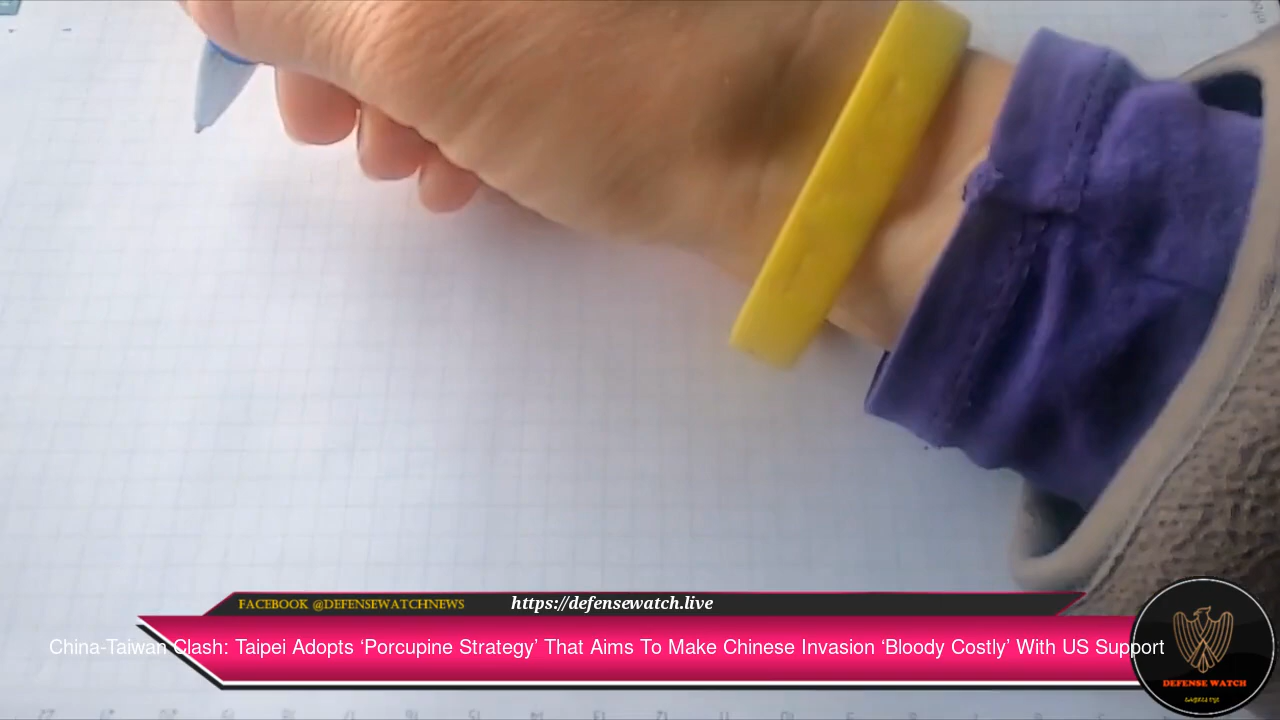 FACEBOOK @DEFENSEWATCHNEWS
https://defensewatch.live
China-Taiwan Clash: Taipei Adopts ‘Porcupine Strategy’ That Aims To Make Chinese Invasion ‘Bloody Costly’ With US Support
DEFENSE WATCH